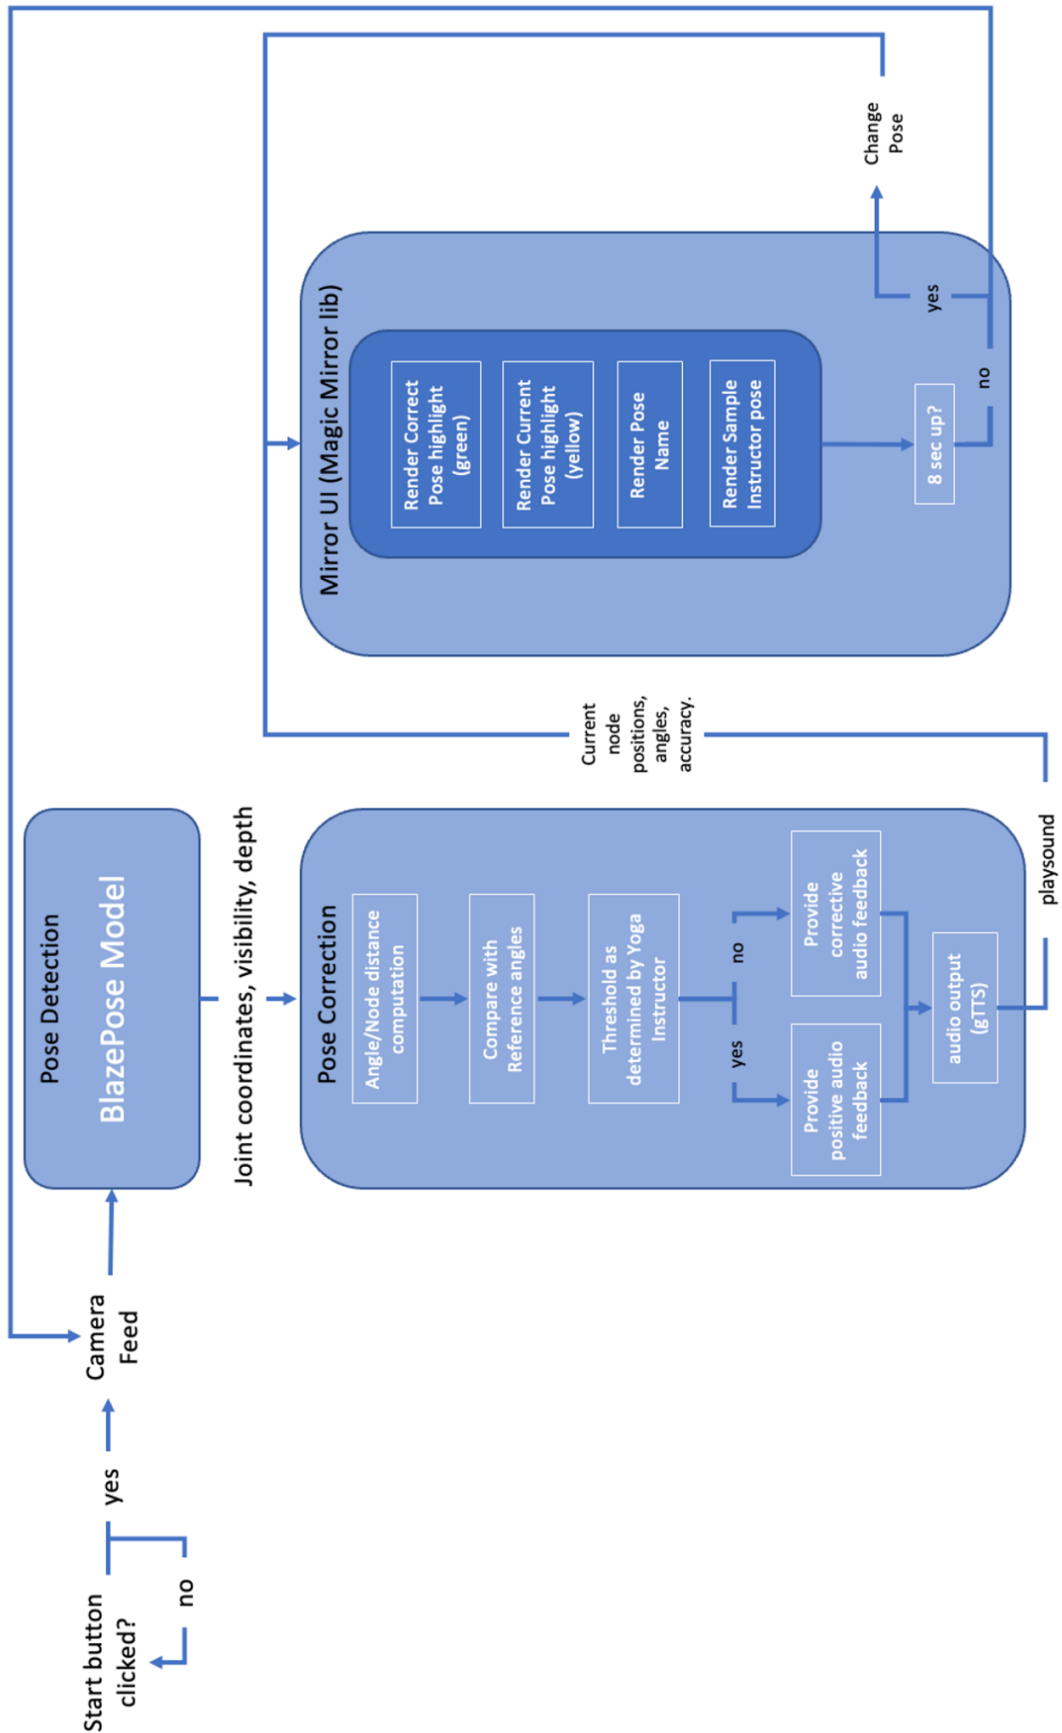 Start button
clicked?
no
yes
Camera
Feed
Pose Detection
BlazePose Model
Joint coordinates, visibility, depth
Pose Correction
Angle/Node distance
computation
Compare with
Reference angles
Threshold as
determined by Yoga
Instructor
yes
no
Provide
positive audio
feedback
Provide
corrective
audio feedback
audio output
(gTTS)
playsound
Current
node
positions,
angles,
accuracy.
Mirror UI (Magic Mirror lib)
Render Correct
Pose highlight
(green)
Render Current
Pose highlight
(yellow)
Render Pose
Name
Render Sample
Instructor pose
8 sec up?
no
yes
Change
Pose